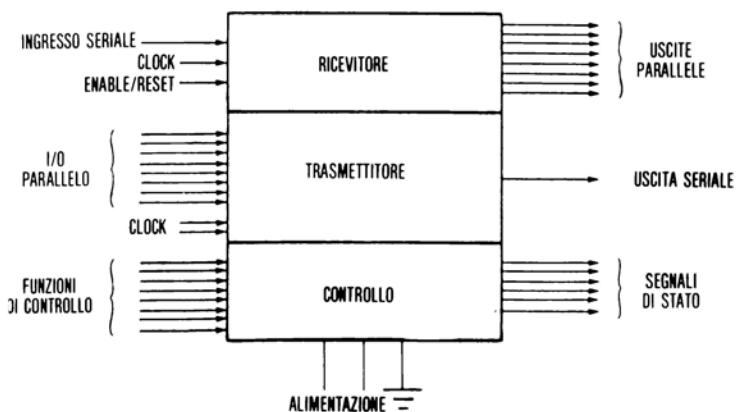 INGRESSO SERIALE
CLOCK
ENABLE/RESET
RICEVITORE
USCITE
PARALLELE
I/O
PARALLELO
TRASMETTITORE
USCITA SERIALE
CLOCK
FUNZIONI
DI CONTROLLO
CONTROLLO
SEGNALI
DI STATO
ALIMENTAZIONE